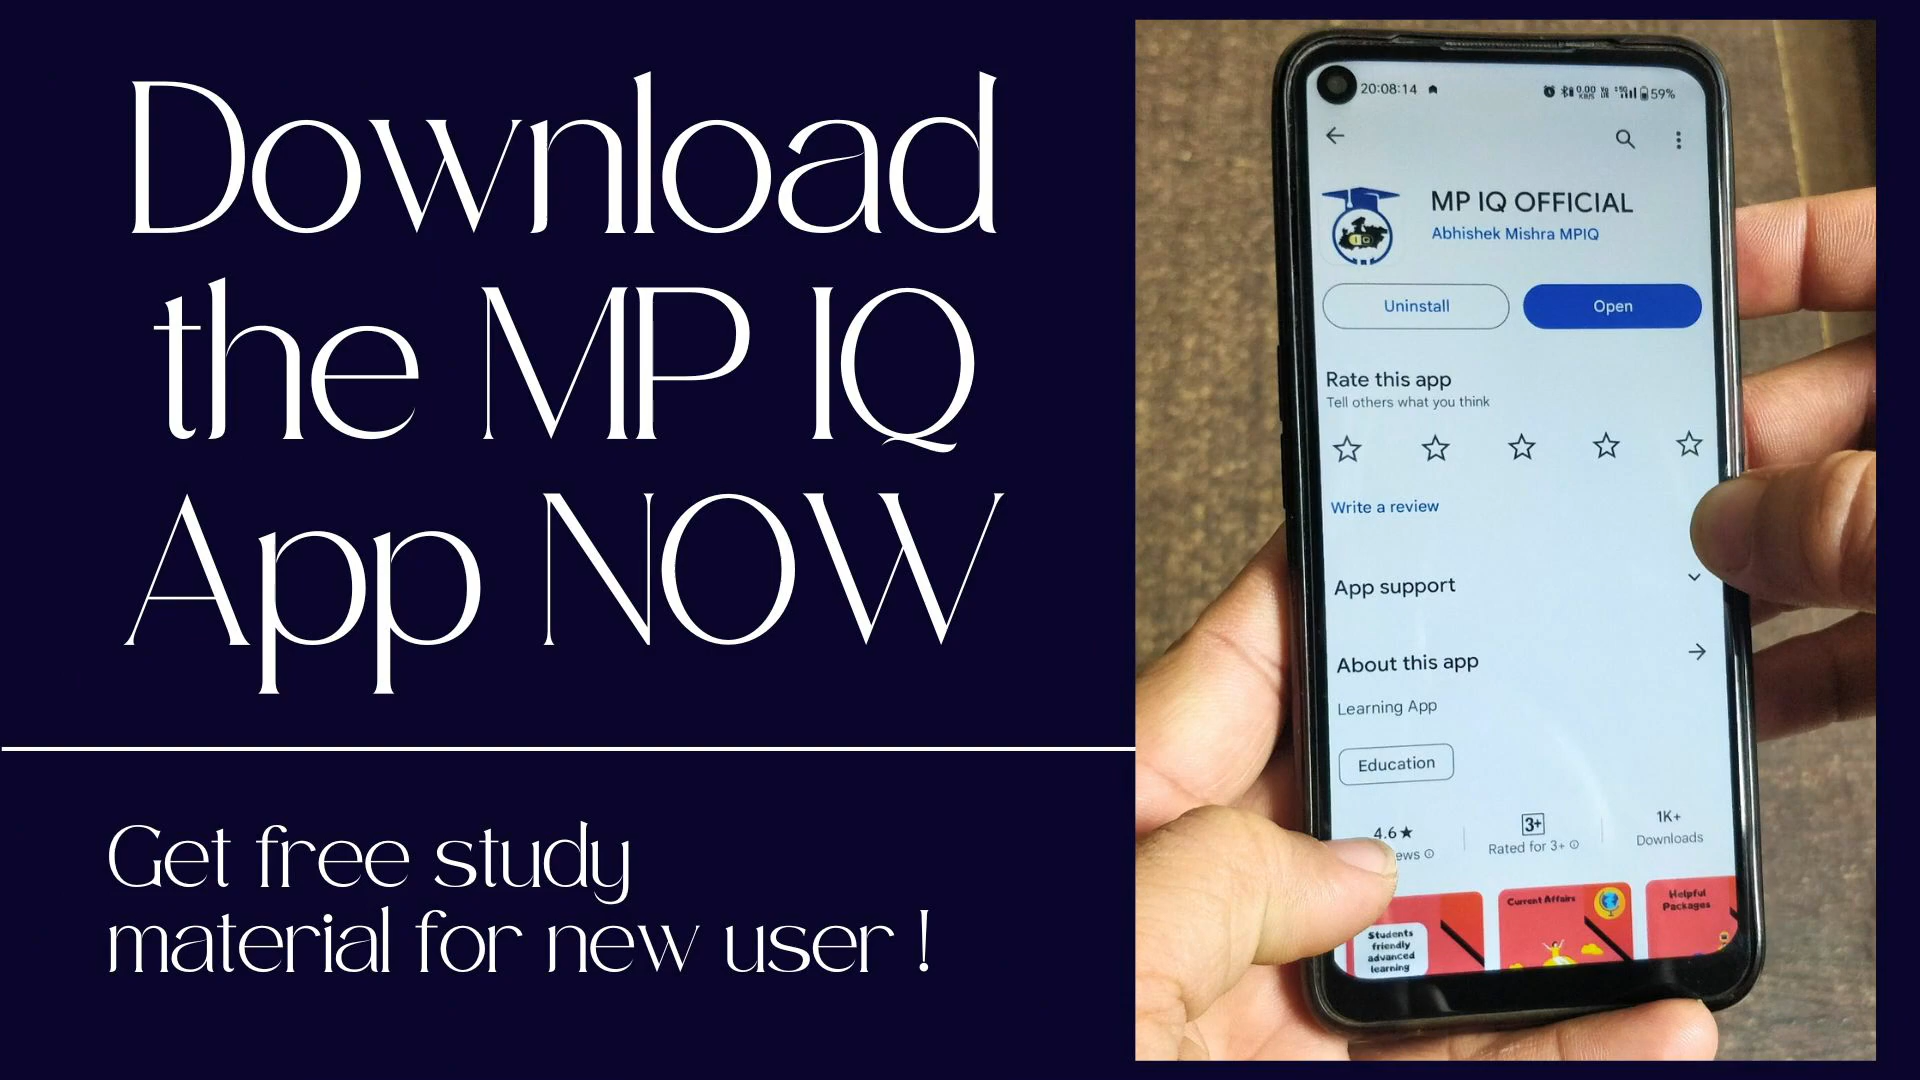 Download
the MP IQ
App NOW
Get free study
material for new user !
20:08:14
59%
MP IQ OFFICIAL
Abhishek Mishra MPIQ
Uninstall
Open
Rate this app
Tell others what you think
Write a review
App support
About this app
Learning App
Education
4.6★
ews
3+
Rated for 3+
1K+
Downloads
Students
friendly
advanced
learning
Current Affairs
Helpful
Packages